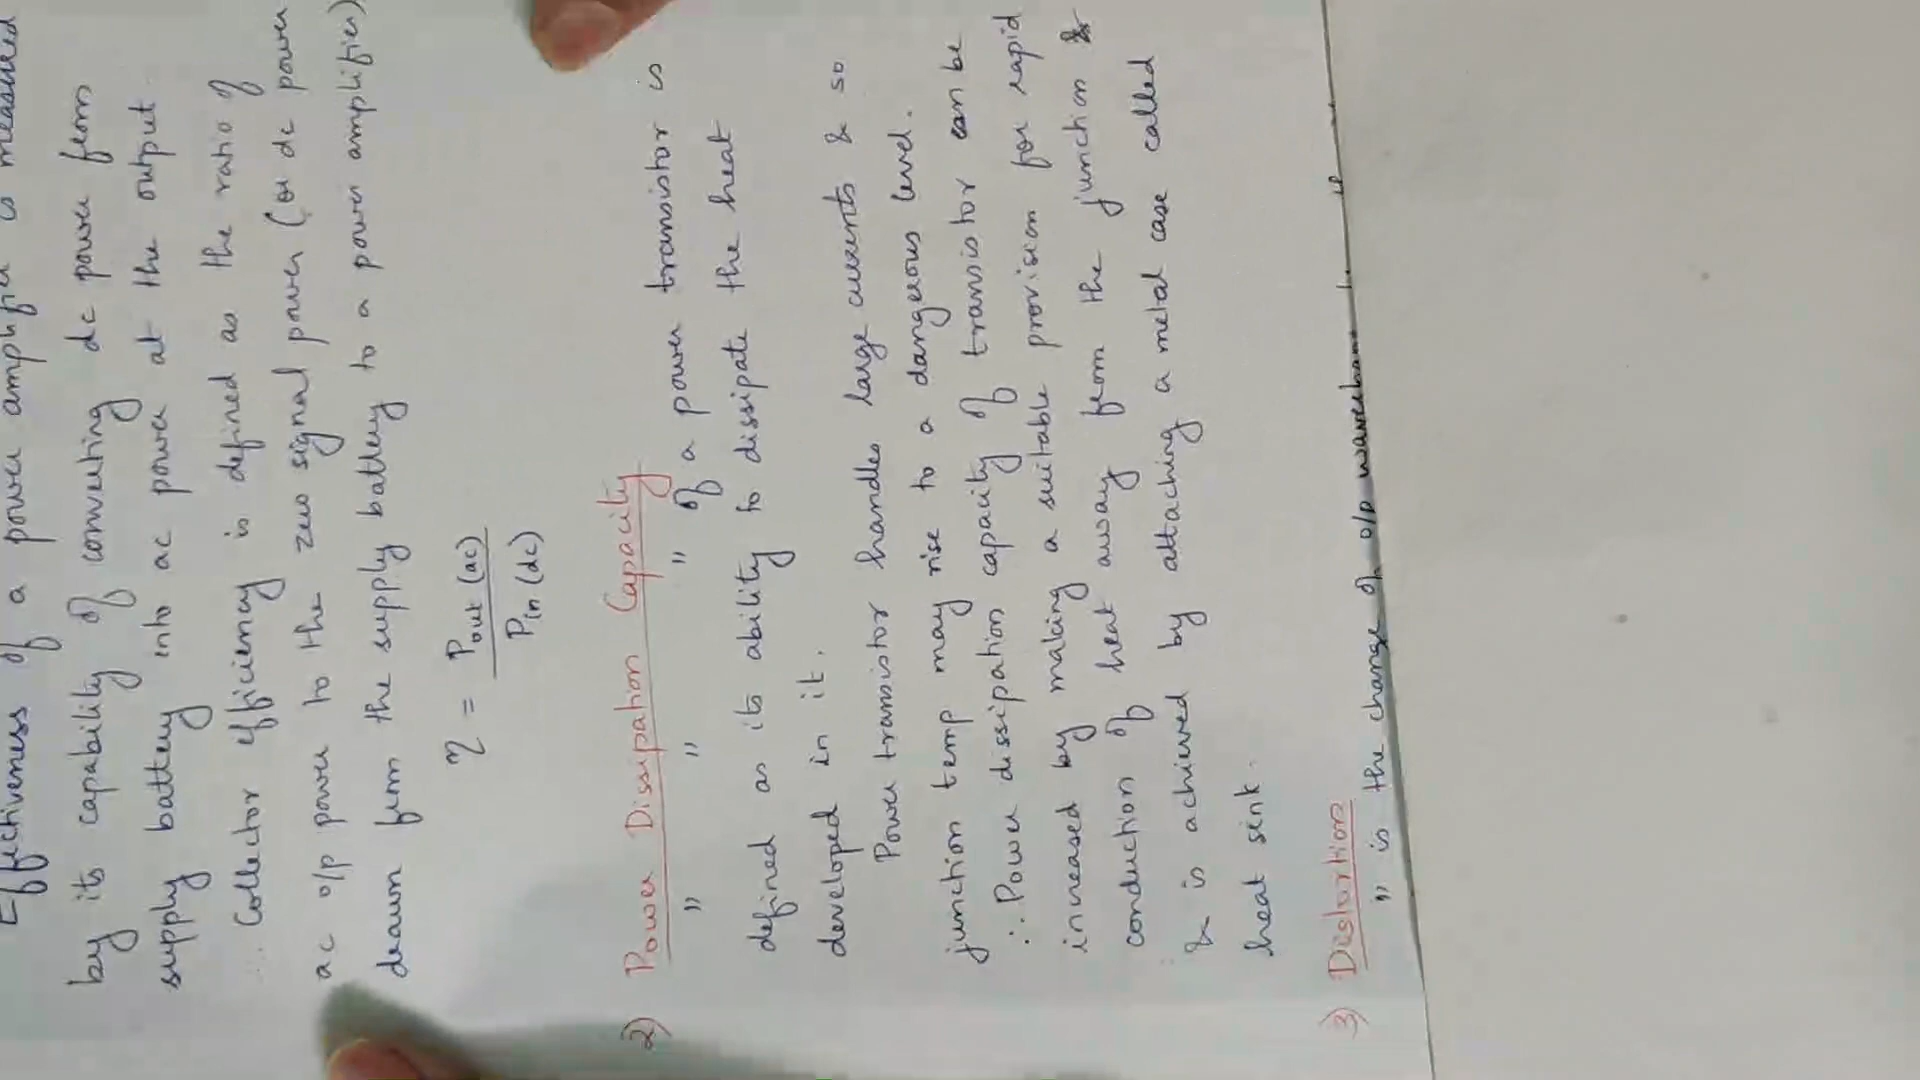 Effectiveness of a power amplifier is measured
by its capability of converting dc power from
supply battery into ac power at the output.
∴ Collector efficiency is defined as the ratio of
ac o/p power to the zero signal power (or dc power
drawn from the supply battery to a power amplifier)
η = Pout (ac) / Pin (dc)
2) Power Dissipation Capacity
" " " of a power transistor is
defined as its ability to dissipate the heat
developed in it.
Power transistor handles large currents & so
junction temp may rise to a dangerous level.
∴ Power dissipation capacity of transistor can be
increased by making a suitable provision for rapid
conduction of heat away from the junction &
& is achieved by attaching a metal case called
heat sink.
3) Distortion
" is the change of o/p waveshape